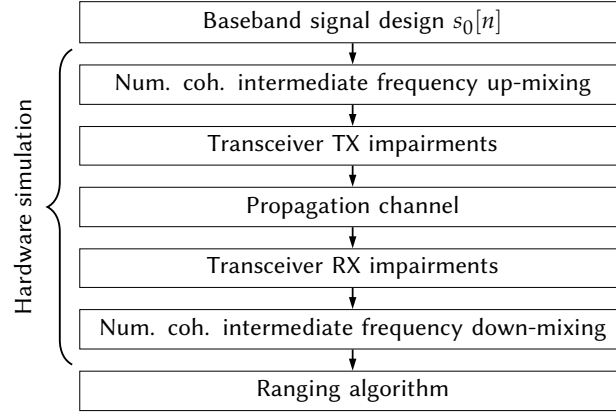 Baseband signal design s₀[n]
Num. coh. intermediate frequency up-mixing
Transceiver TX impairments
Propagation channel
Transceiver RX impairments
Num. coh. intermediate frequency down-mixing
Ranging algorithm
Hardware simulation